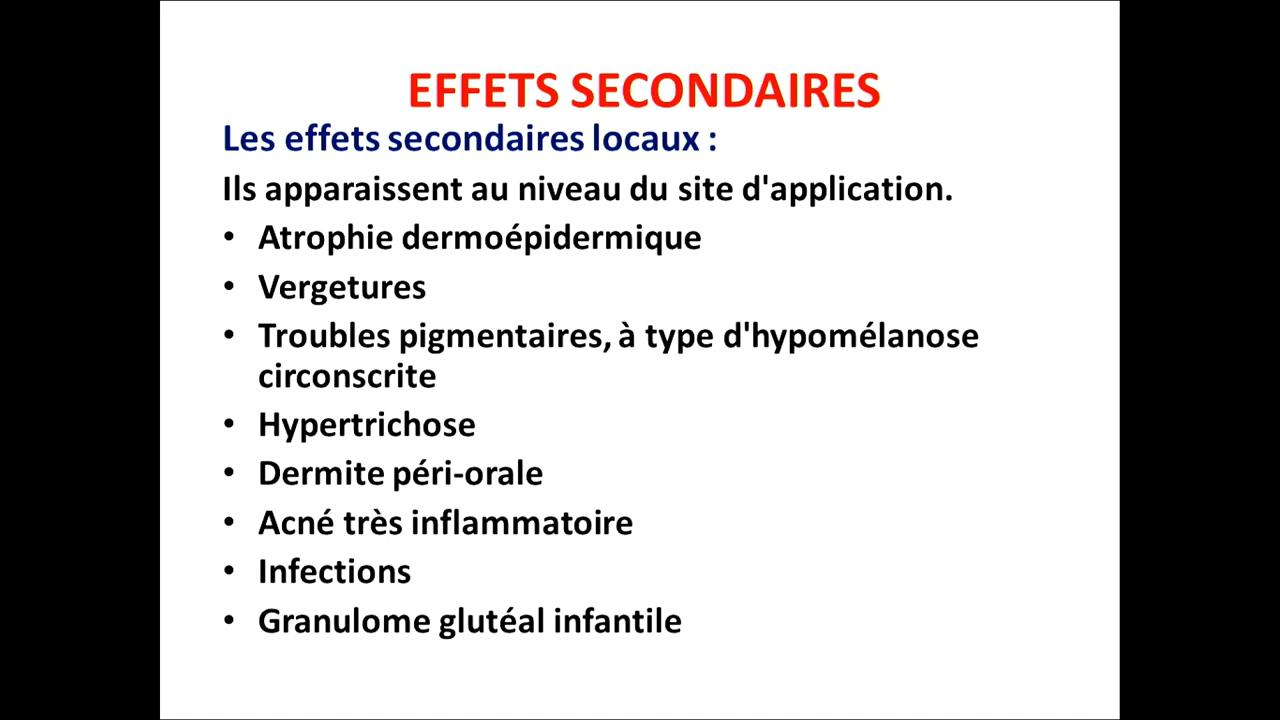 EFFETS SECONDAIRES
Les effets secondaires locaux :
Ils apparaissent au niveau du site d'application.
• Atrophie dermoépidermique
• Vergetures
• Troubles pigmentaires, à type d'hypomélanose
circonscrite
• Hypertrichose
• Dermite péri-orale
• Acné très inflammatoire
• Infections
• Granulome glutéal infantile